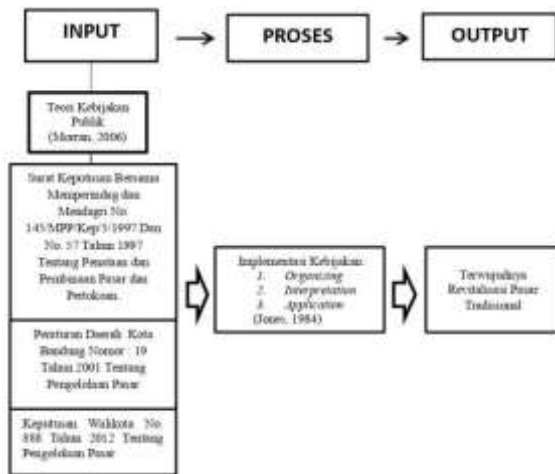 INPUT
PROSES
OUTPUT
Teori Kebijakan
Publik
(Morran, 2006)
Surat Keputusan Bersama
Memperindag dan
Mendagri No
145/MPP/Kep/5/1997 Dan
No. 57 Tahun 1997
Tentang Penataan dan
Pembinaan Pasar dan
Pertokoan.
Peraturan Daerah Kota
Bandung Nomor : 19
Tahun 2001 Tentang
Pengelolaan Pasar
Keputusan Walikota No.
888 Tahun 2012 Tentang
Pengelolaan Pasar
Implementasi Kebijakan:
1. Organizing
2. Interpretation
3. Application
(Jones, 1984)
Terwujudnya
Revitalisasi Pasar
Tradisional